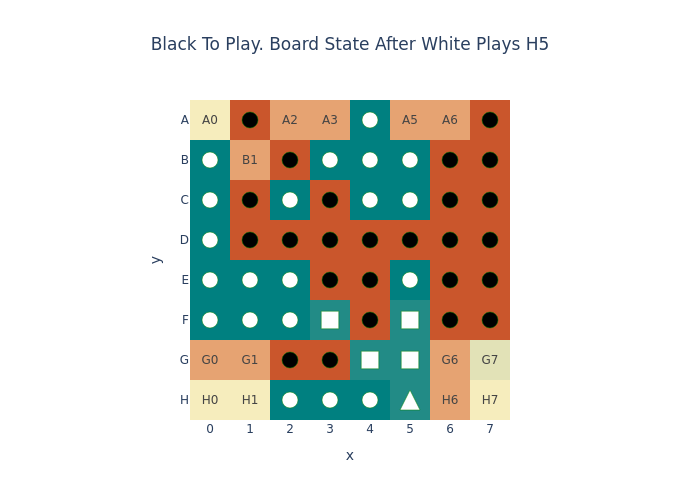 Black To Play. Board State After White Plays H5
A A0 A2 A3 A5 A6
B B1
C
D
y
E
F
G G0 G1 G6 G7
H H0 H1 H6 H7
0 1 2 3 4 5 6 7
x